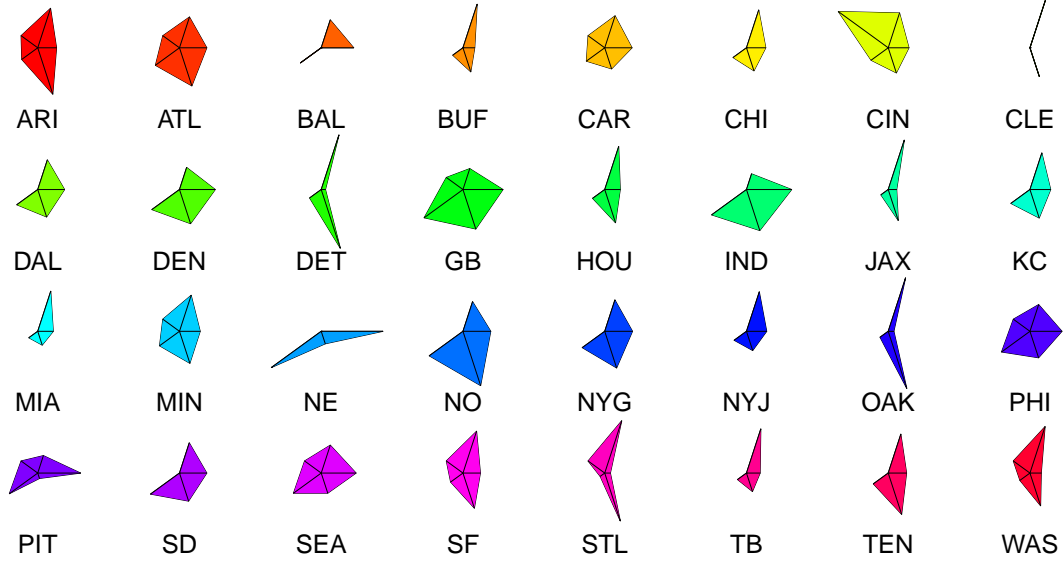 ARI ATL BAL BUF CAR CHI CIN CLE
DAL DEN DET GB HOU IND JAX KC
MIA MIN NE NO NYG NYJ OAK PHI
PIT SD SEA SF STL TB TEN WAS